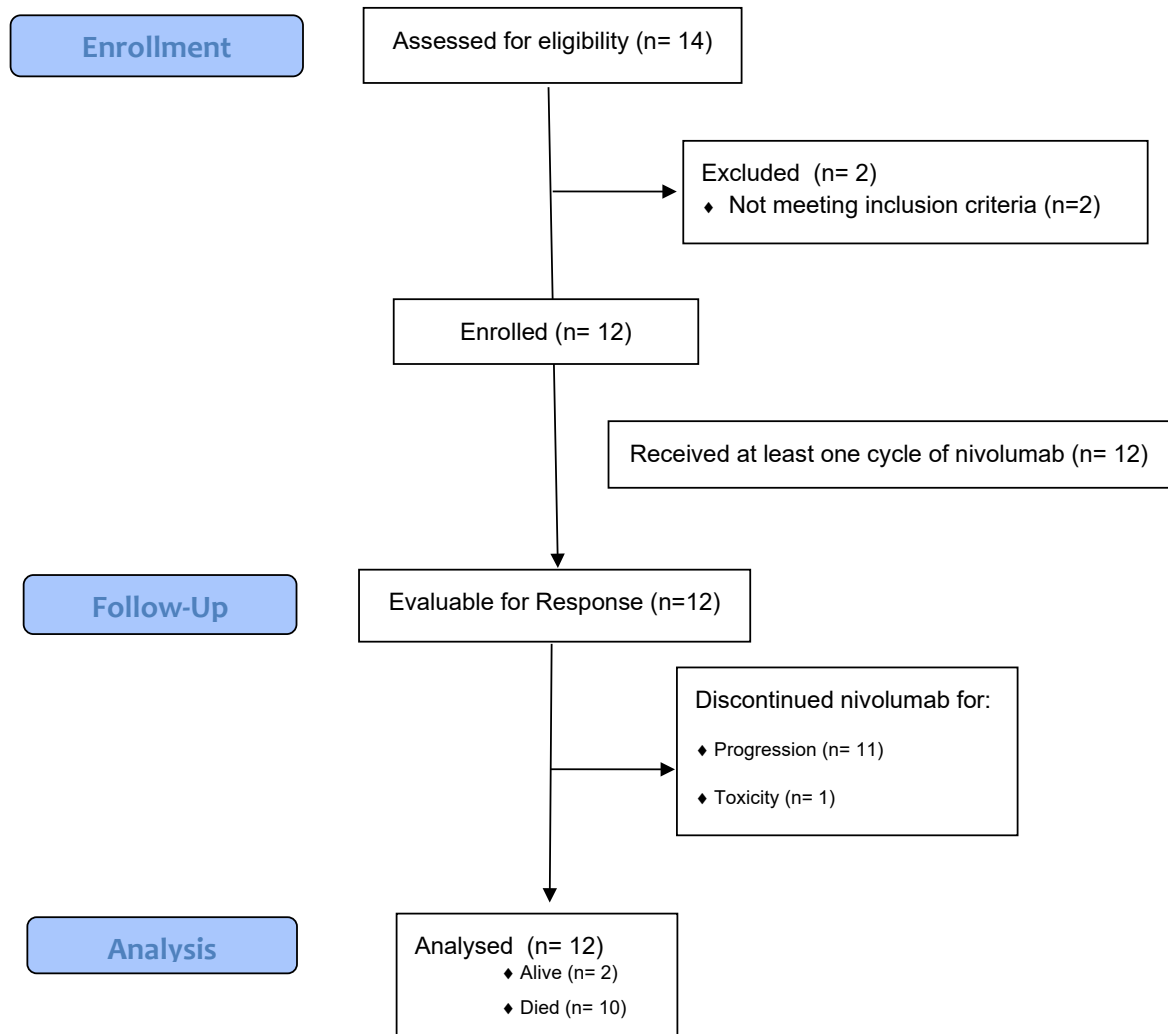 Enrollment
Assessed for eligibility (n= 14)
Excluded (n= 2)
♦ Not meeting inclusion criteria (n=2)
Enrolled (n= 12)
Received at least one cycle of nivolumab (n= 12)
Follow-Up
Evaluable for Response (n=12)
Discontinued nivolumab for:
♦ Progression (n= 11)
♦ Toxicity (n= 1)
Analysis
Analysed (n= 12)
♦ Alive (n= 2)
♦ Died (n= 10)